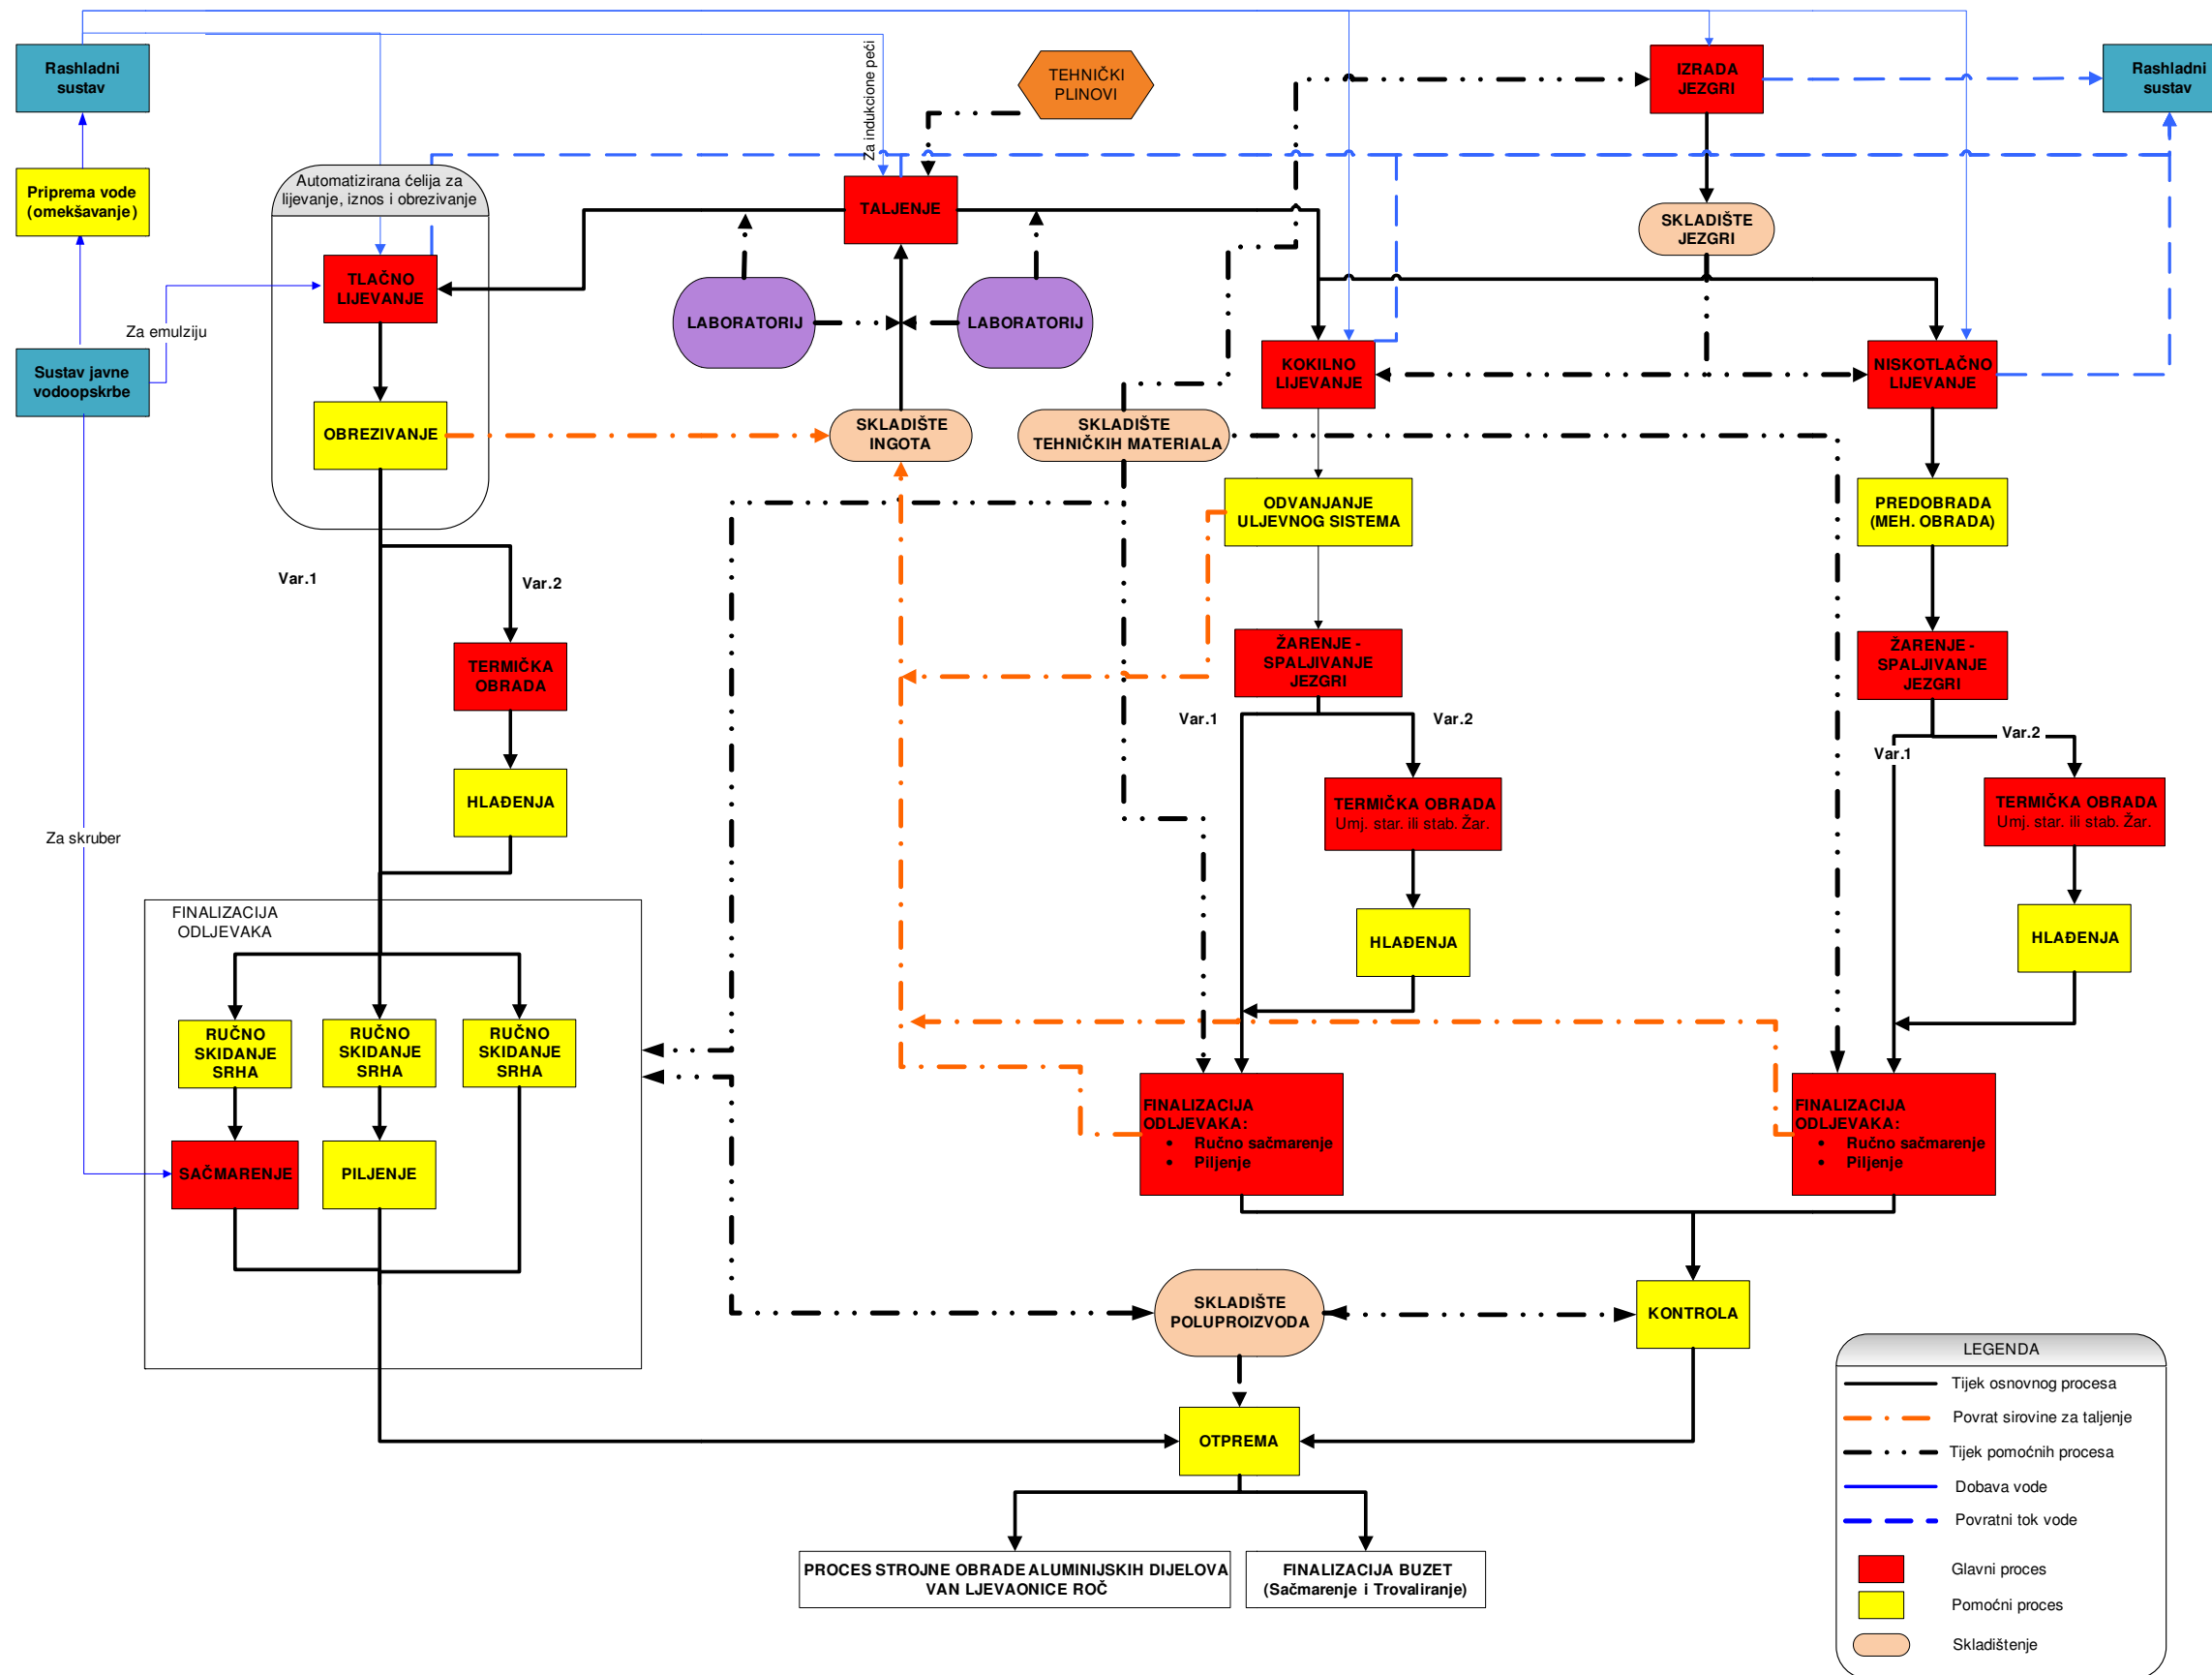 Rashladni
sustav
Za indukcione peći
TEHNIČKI
PLINOVI
IZRADA
JEZGRI
Rashladni
sustav
Priprema vode
(omekšavanje)
Automatizirana ćelija za
lijevanje, iznos i obrezivanje
TALJENJE
SKLADIŠTE
JEZGRI
TLAČNO
LIJEVANJE
Za emulziju
LABORATORIJ
LABORATORIJ
Sustav javne
vodoopskrbe
KOKILNO
LIJEVANJE
NISKOTLAČNO
LIJEVANJE
OBREZIVANJE
SKLADIŠTE
INGOTA
SKLADIŠTE
TEHNIČKIH MATERIALA
ODVANJANJE
ULJEVNOG SISTEMA
PREDOBRADA
(MEH. OBRADA)
Var.1
Var.2
TERMIČKA
OBRADA
ŽARENJE -
SPALJIVANJE
JEZGRI
ŽARENJE -
SPALJIVANJE
JEZGRI
Var.1
Var.2
Var.1
Var.2
HLAĐENJA
TERMIČKA OBRADA
Umj. star. ili stab. Žar.
TERMIČKA OBRADA
Umj. star. ili stab. Žar.
Za skruber
FINALIZACIJA
ODLJEVAKA
HLAĐENJA
HLAĐENJA
RUČNO
SKIDANJE
SRHA
RUČNO
SKIDANJE
SRHA
RUČNO
SKIDANJE
SRHA
FINALIZACIJA
ODLJEVAKA:
• Ručno sačmarenje
• Piljenje
FINALIZACIJA
ODLJEVAKA:
• Ručno sačmarenje
• Piljenje
SAČMARENJE
PILJENJE
SKLADIŠTE
POLUPROIZVODA
KONTROLA
OTPREMA
PROCES STROJNE OBRADE ALUMINIJSKIH DIJELOVA
VAN LJEVAONICE ROČ
FINALIZACIJA BUZET
(Sačmarenje i Trovaliranje)
LEGENDA
Tijek osnovnog procesa
Povrat sirovine za taljenje
Tijek pomoćnih procesa
Dobava vode
Povratni tok vode
Glavni proces
Pomoćni proces
Skladištenje